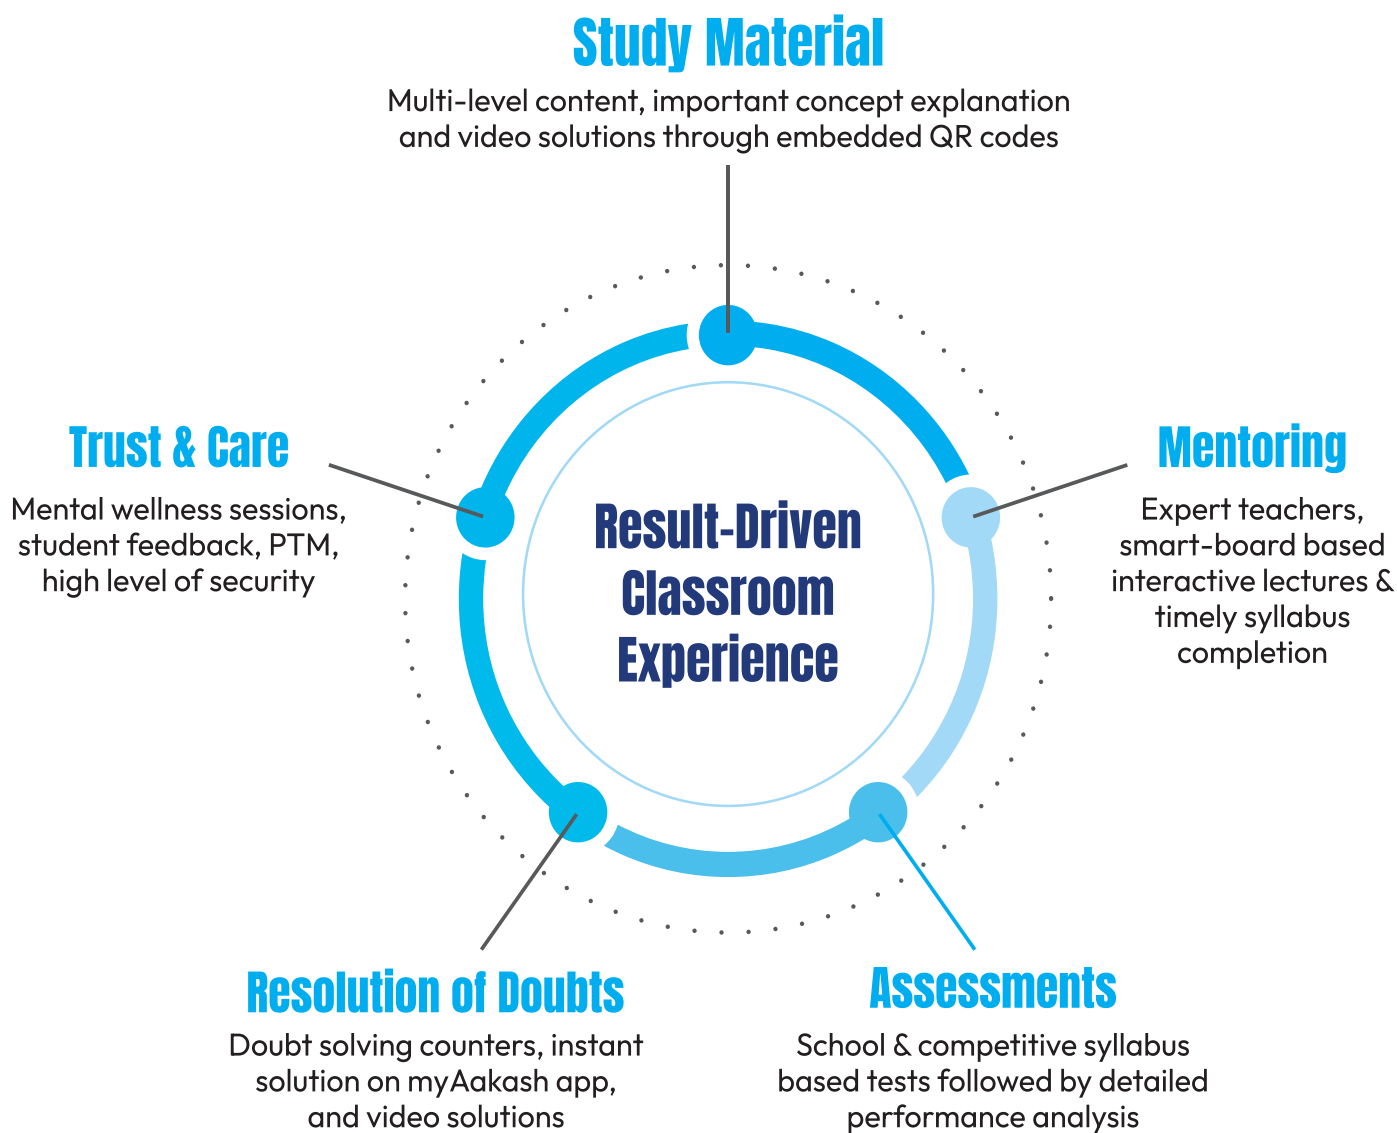 Study Material
Multi-level content, important concept explanation
and video solutions through embedded QR codes
Trust & Care
Mental wellness sessions,
student feedback, PTM,
high level of security
Result-Driven
Classroom
Experience
Mentoring
Expert teachers,
smart-board based
interactive lectures &
timely syllabus
completion
Resolution of Doubts
Doubt solving counters, instant
solution on myAakash app,
and video solutions
Assessments
School & competitive syllabus
based tests followed by detailed
performance analysis